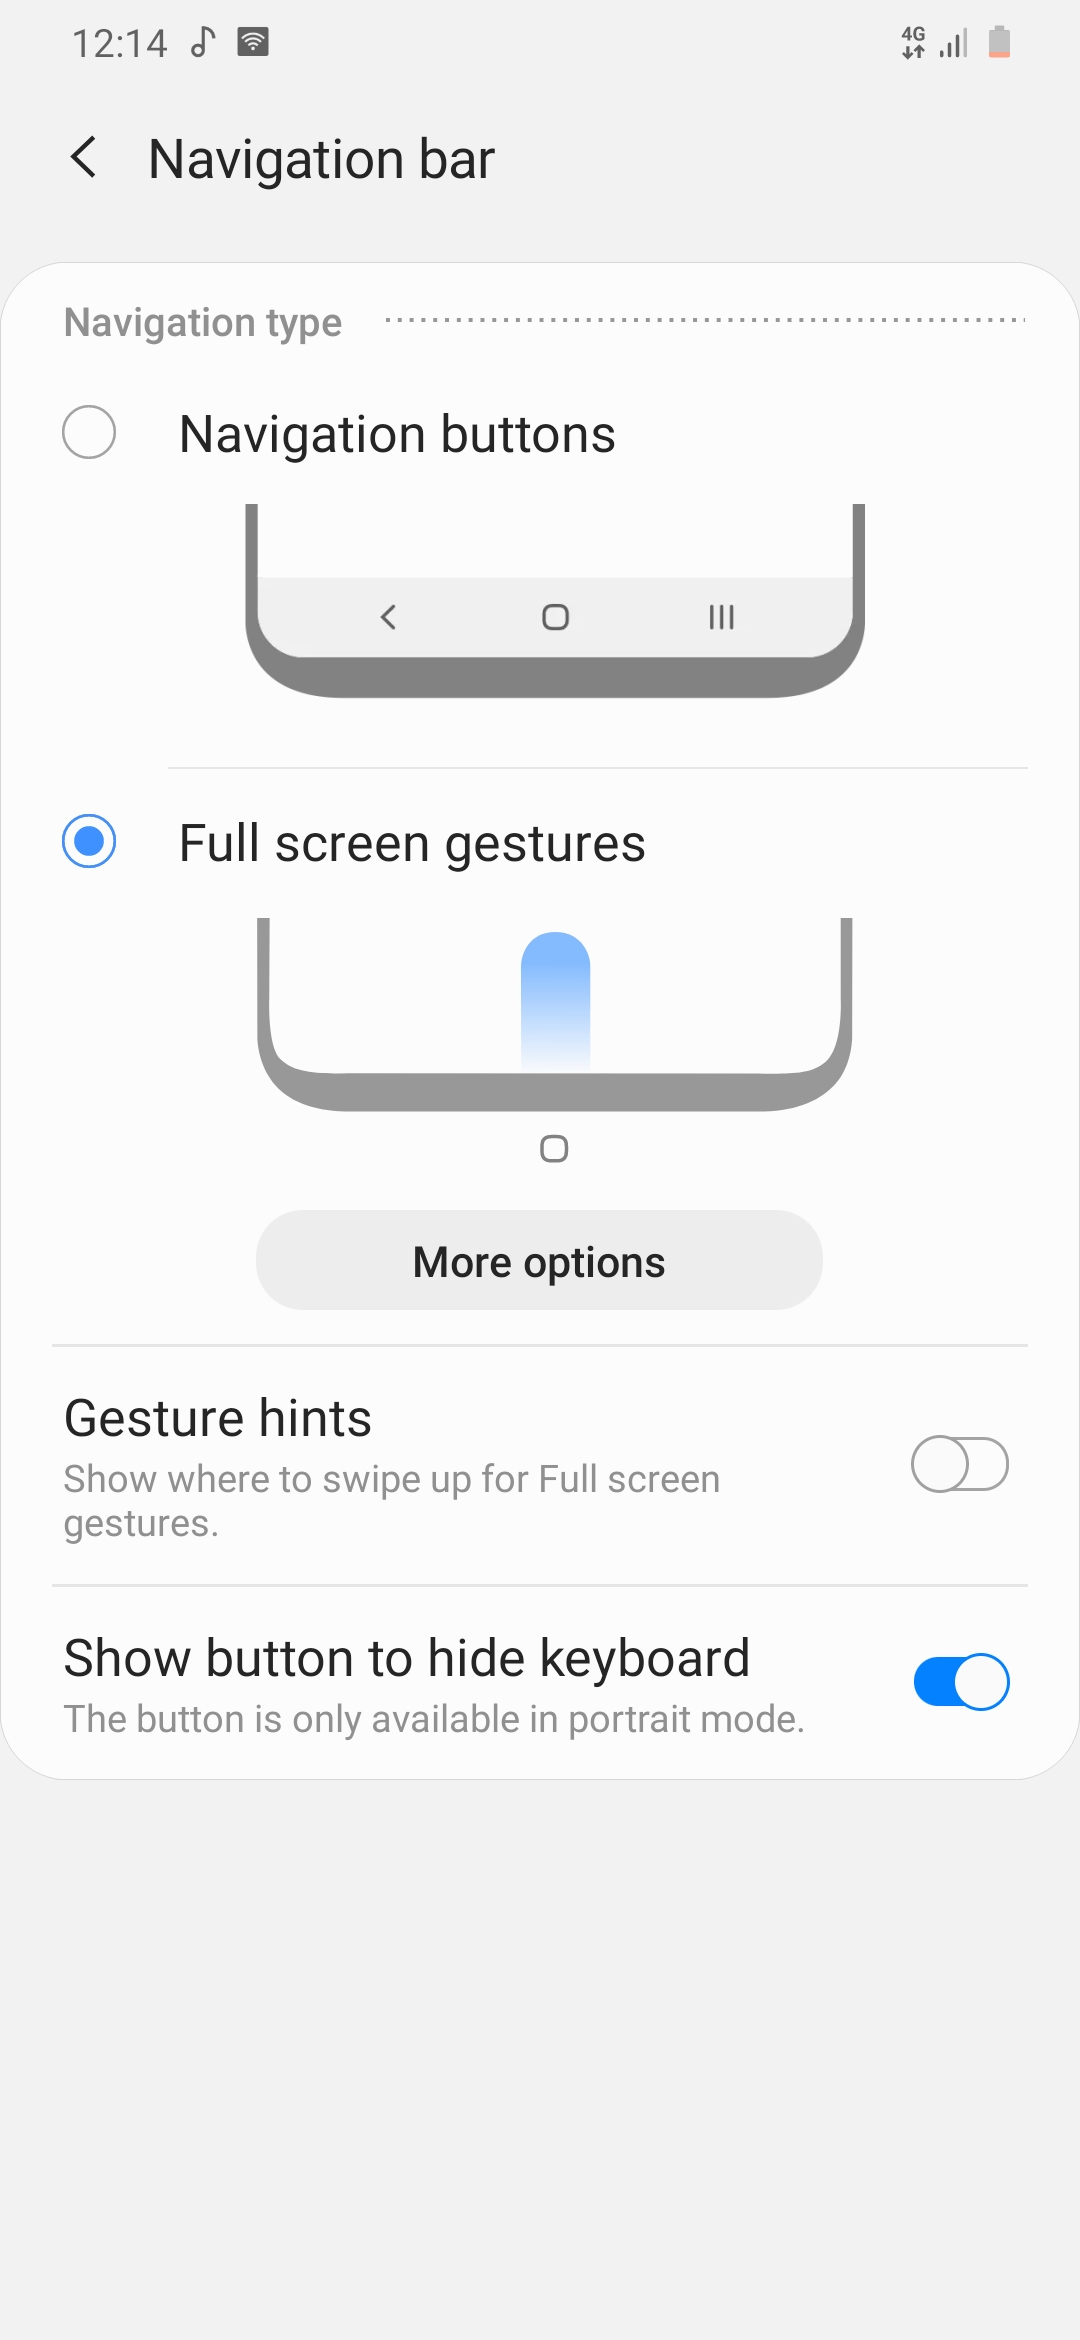 12:14
4G
Navigation bar
Navigation type
Navigation buttons
Full screen gestures
More options
Gesture hints
Show where to swipe up for Full screen
gestures.
Show button to hide keyboard
The button is only available in portrait mode.